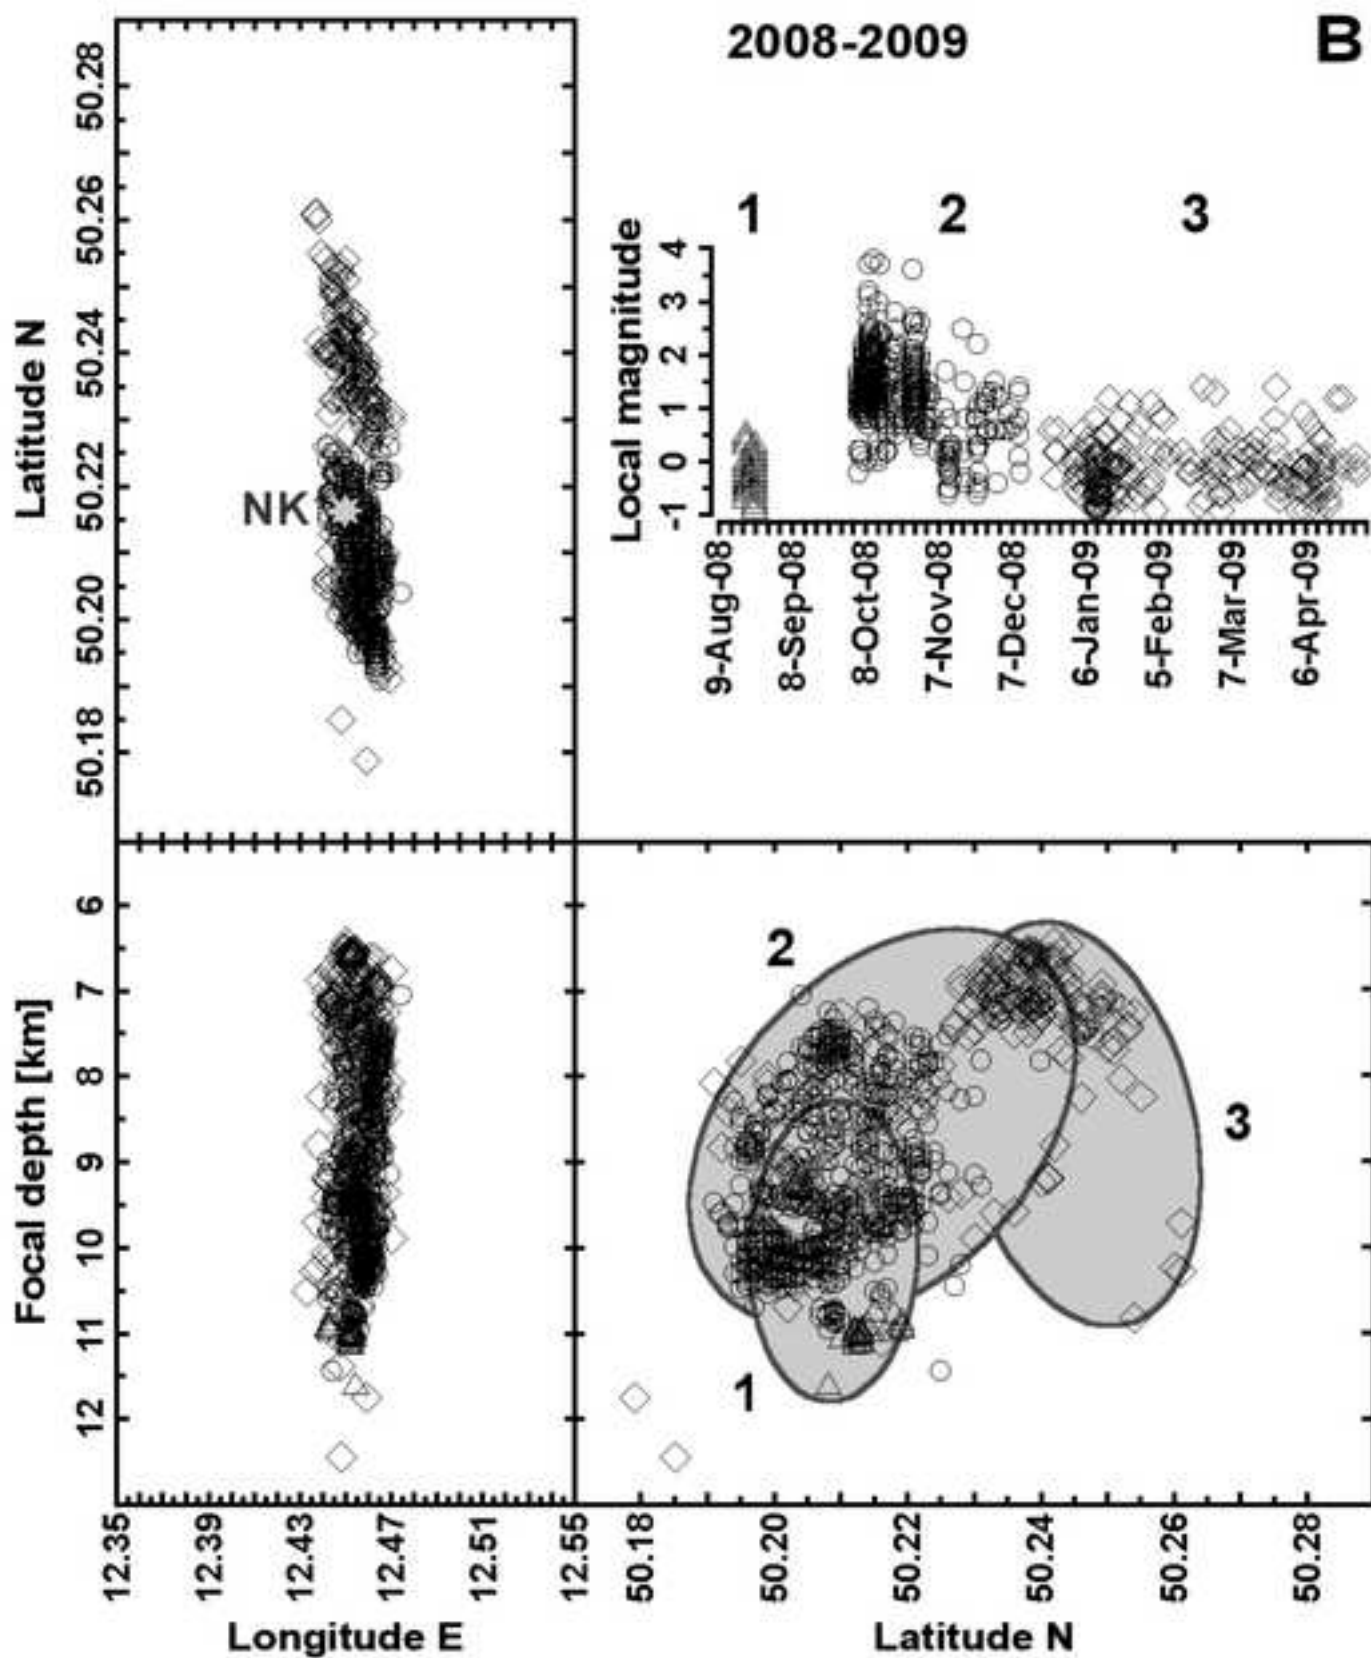 2008-2009
B
50.28
50.26
50.24
50.22
50.20
50.18
Latitude N
NK
1
2
3
4
3
2
1
0
-1
Local magnitude
9-Aug-08
8-Sep-08
8-Oct-08
7-Nov-08
7-Dec-08
6-Jan-09
5-Feb-09
7-Mar-09
6-Apr-09
6
7
8
9
10
11
12
Focal depth [km]
2
3
1
12.35
12.39
12.43
12.47
12.51
12.55
Longitude E
50.18
50.20
50.22
50.24
50.26
50.28
Latitude N